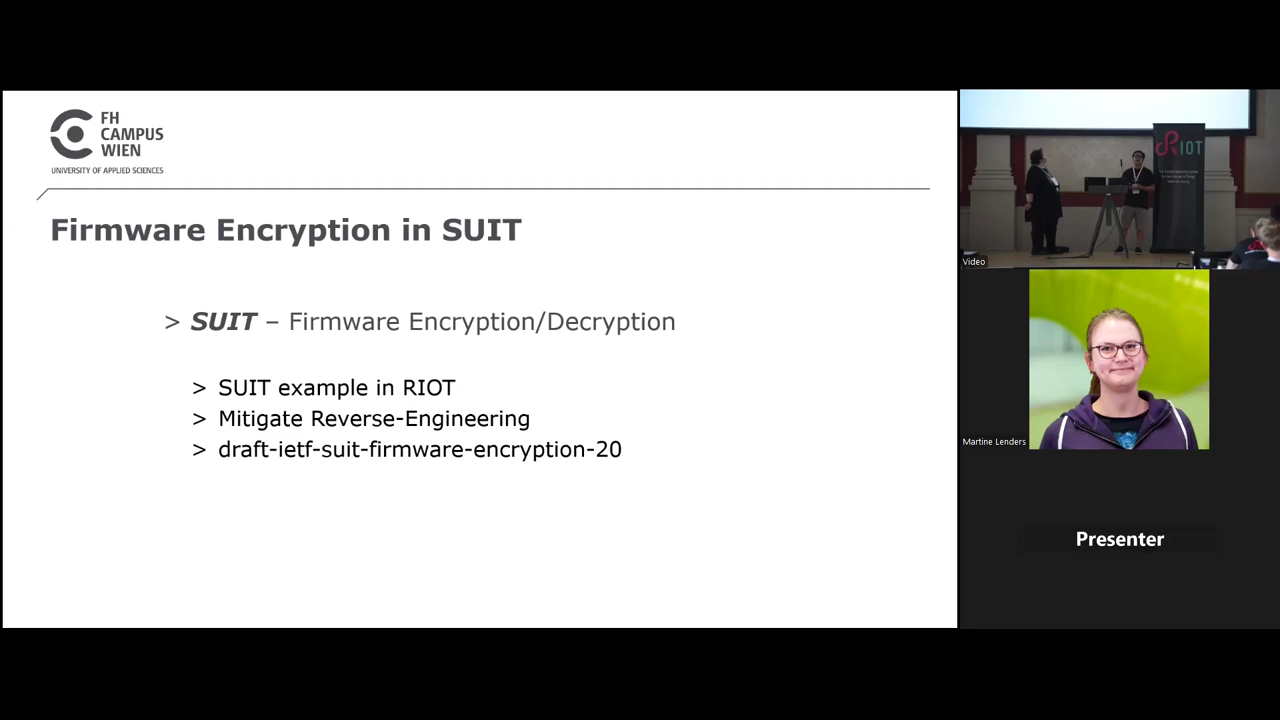 FH
CAMPUS
WIEN
UNIVERSITY OF APPLIED SCIENCES
Firmware Encryption in SUIT
> SUIT – Firmware Encryption/Decryption
> SUIT example in RIOT
> Mitigate Reverse-Engineering
> draft-ietf-suit-firmware-encryption-20
RIOT
Video
Martine Lenders
Presenter